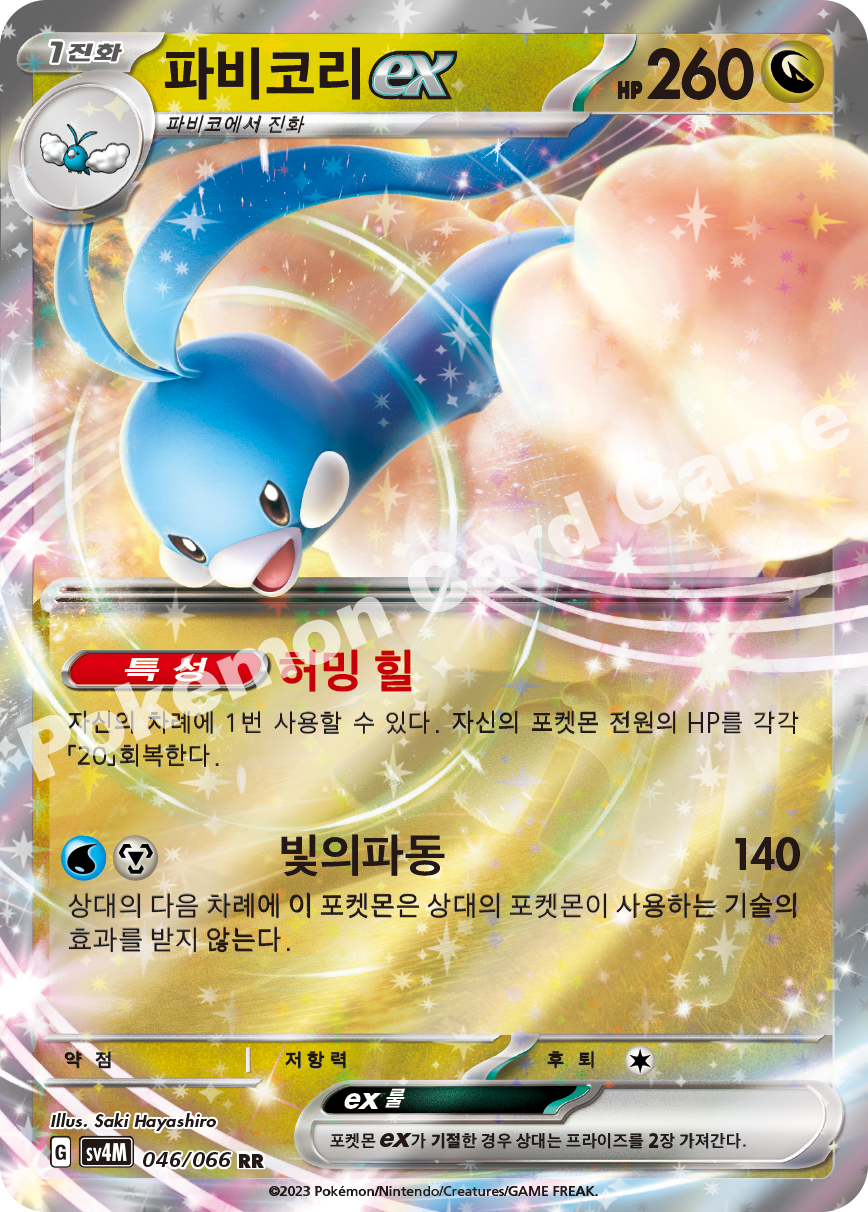 1진화
파비코리ex
HP 260
파비코에서 진화
Pokémon Card Game
특성 허밍 힐
자신의 차례에 1번 사용할 수 있다. 자신의 포켓몬 전원의 HP를 각각
「20」회복한다.
빛의파동 140
상대의 다음 차례에 이 포켓몬은 상대의 포켓몬이 사용하는 기술의
효과를 받지 않는다.
약점 저항력 후퇴
ex 룰
포켓몬 ex가 기절한 경우 상대는 프라이즈를 2장 가져간다.
Illus. Saki Hayashiro
G sv4M 046/066 RR
©2023 Pokémon/Nintendo/Creatures/GAME FREAK.